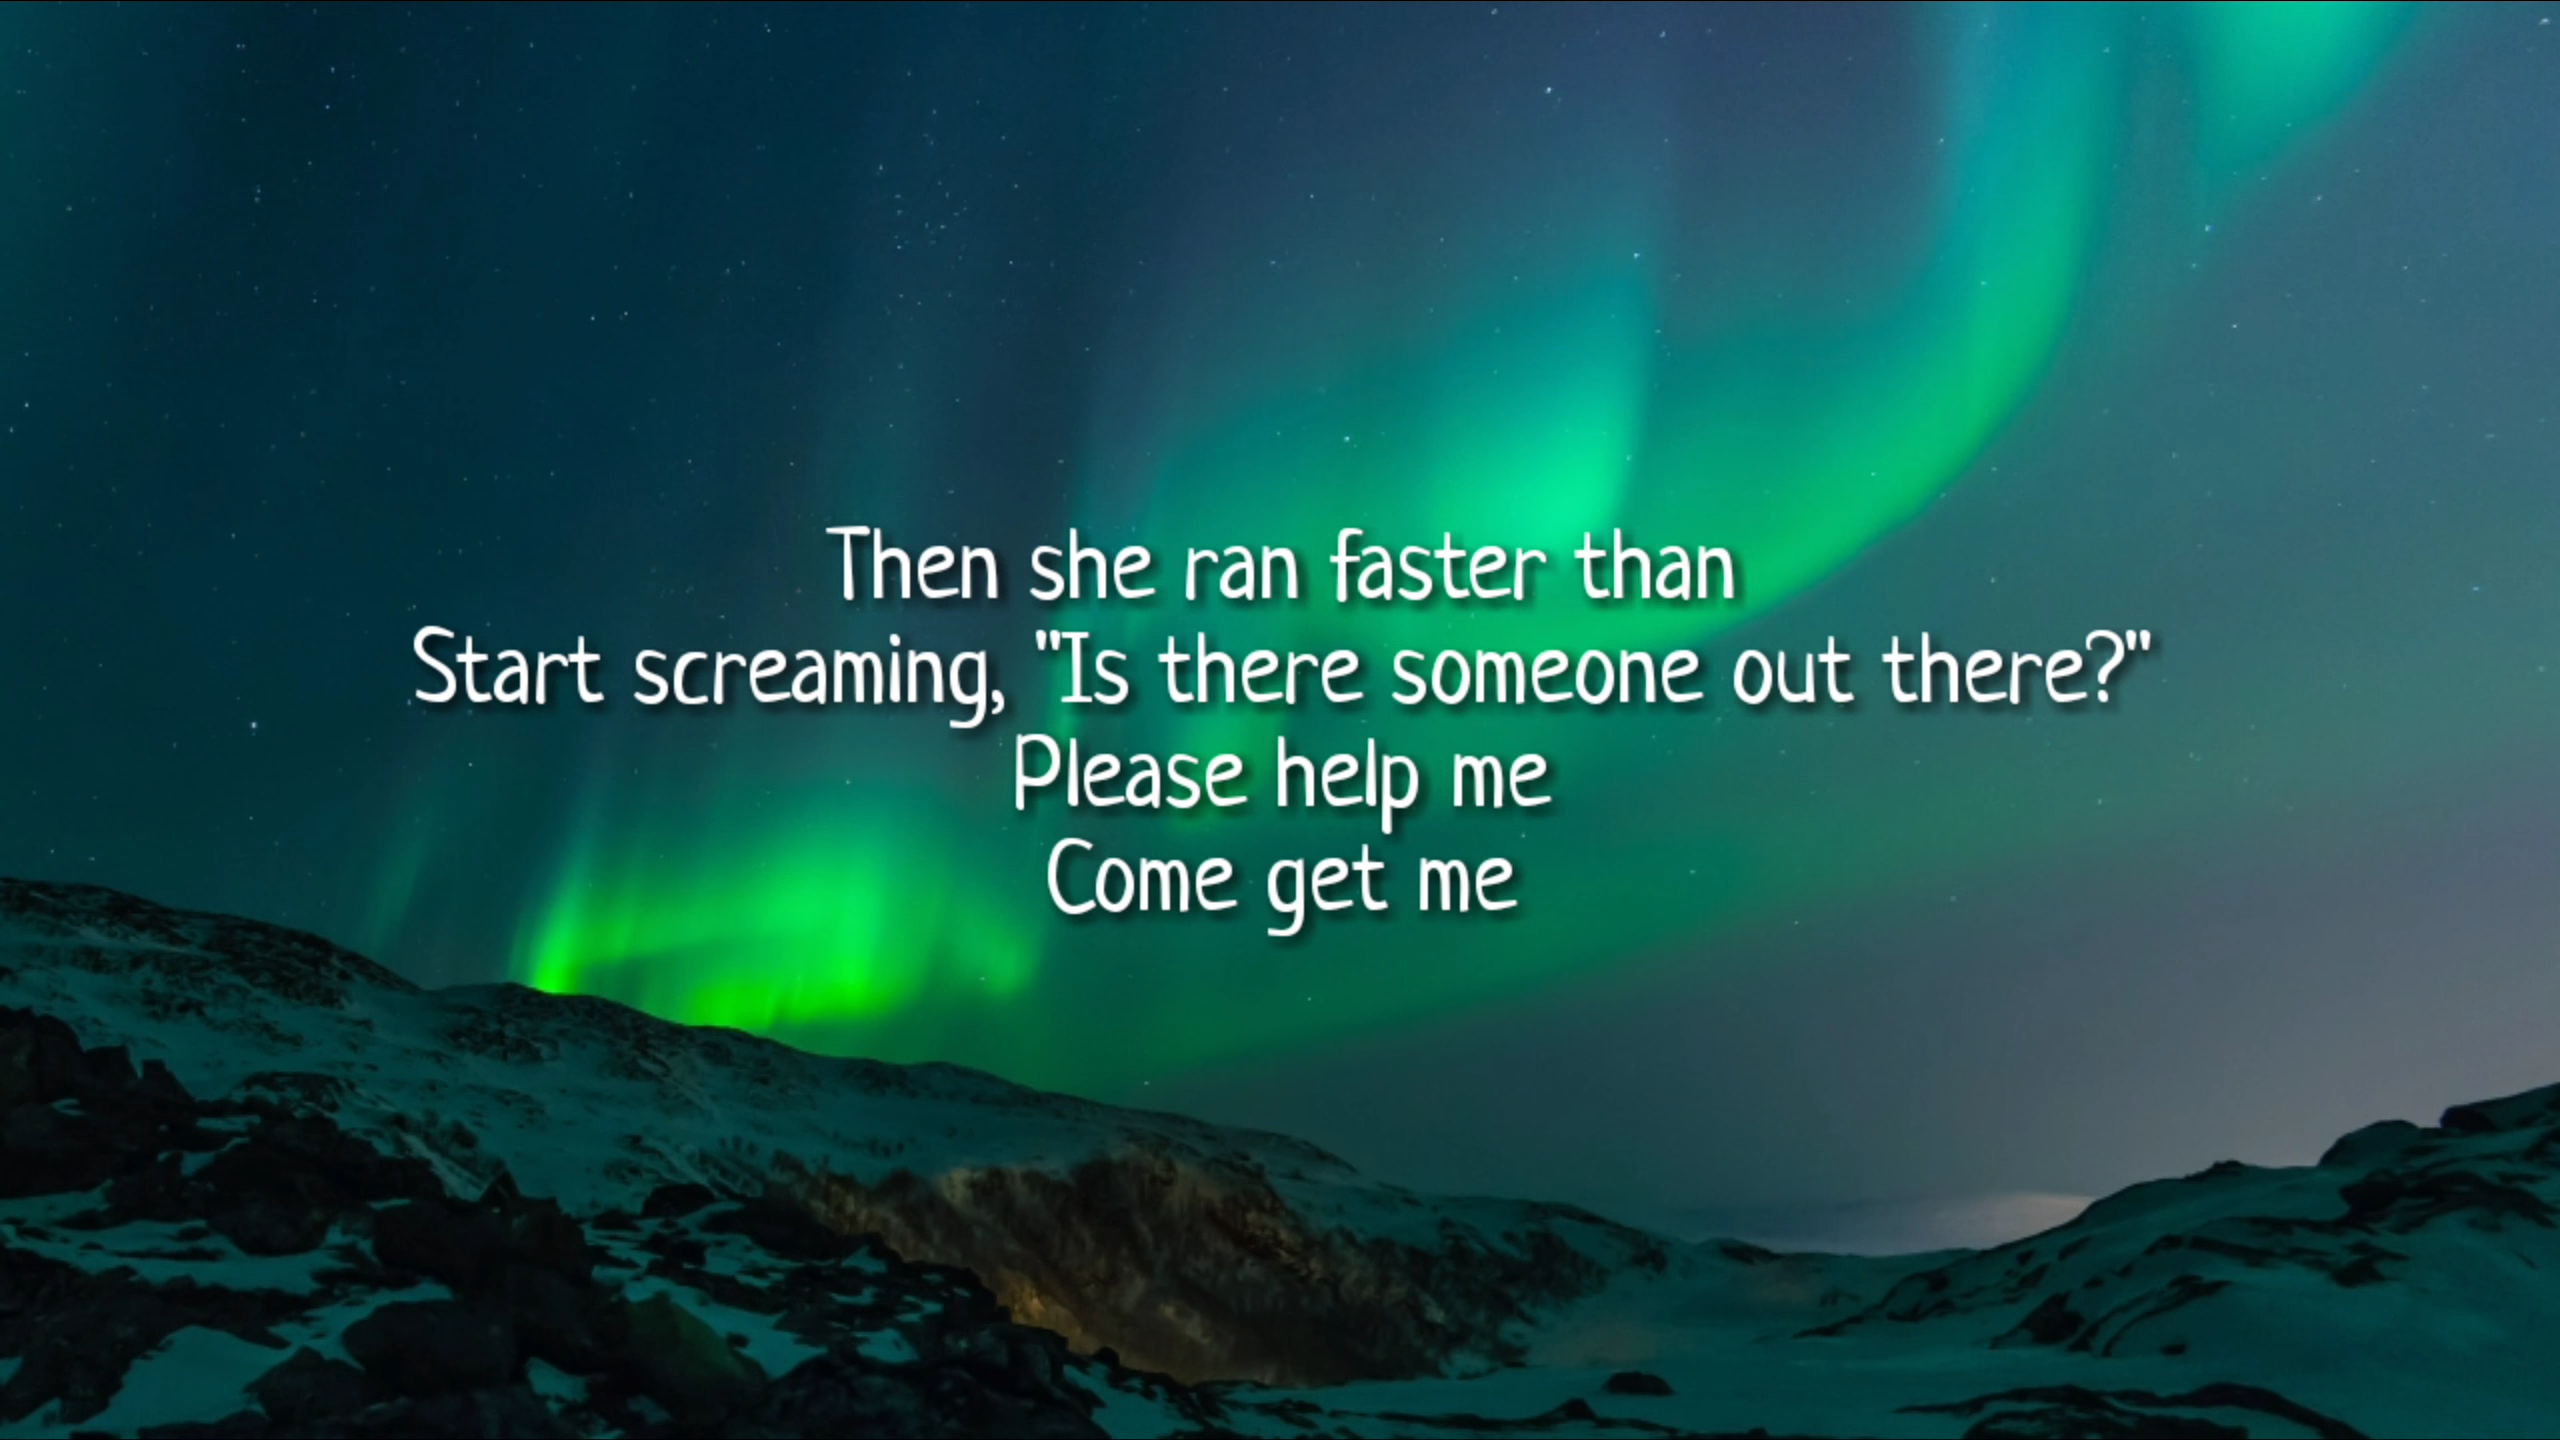 Then she ran faster than
Start screaming, "Is there someone out there?"
Please help me
Come get me